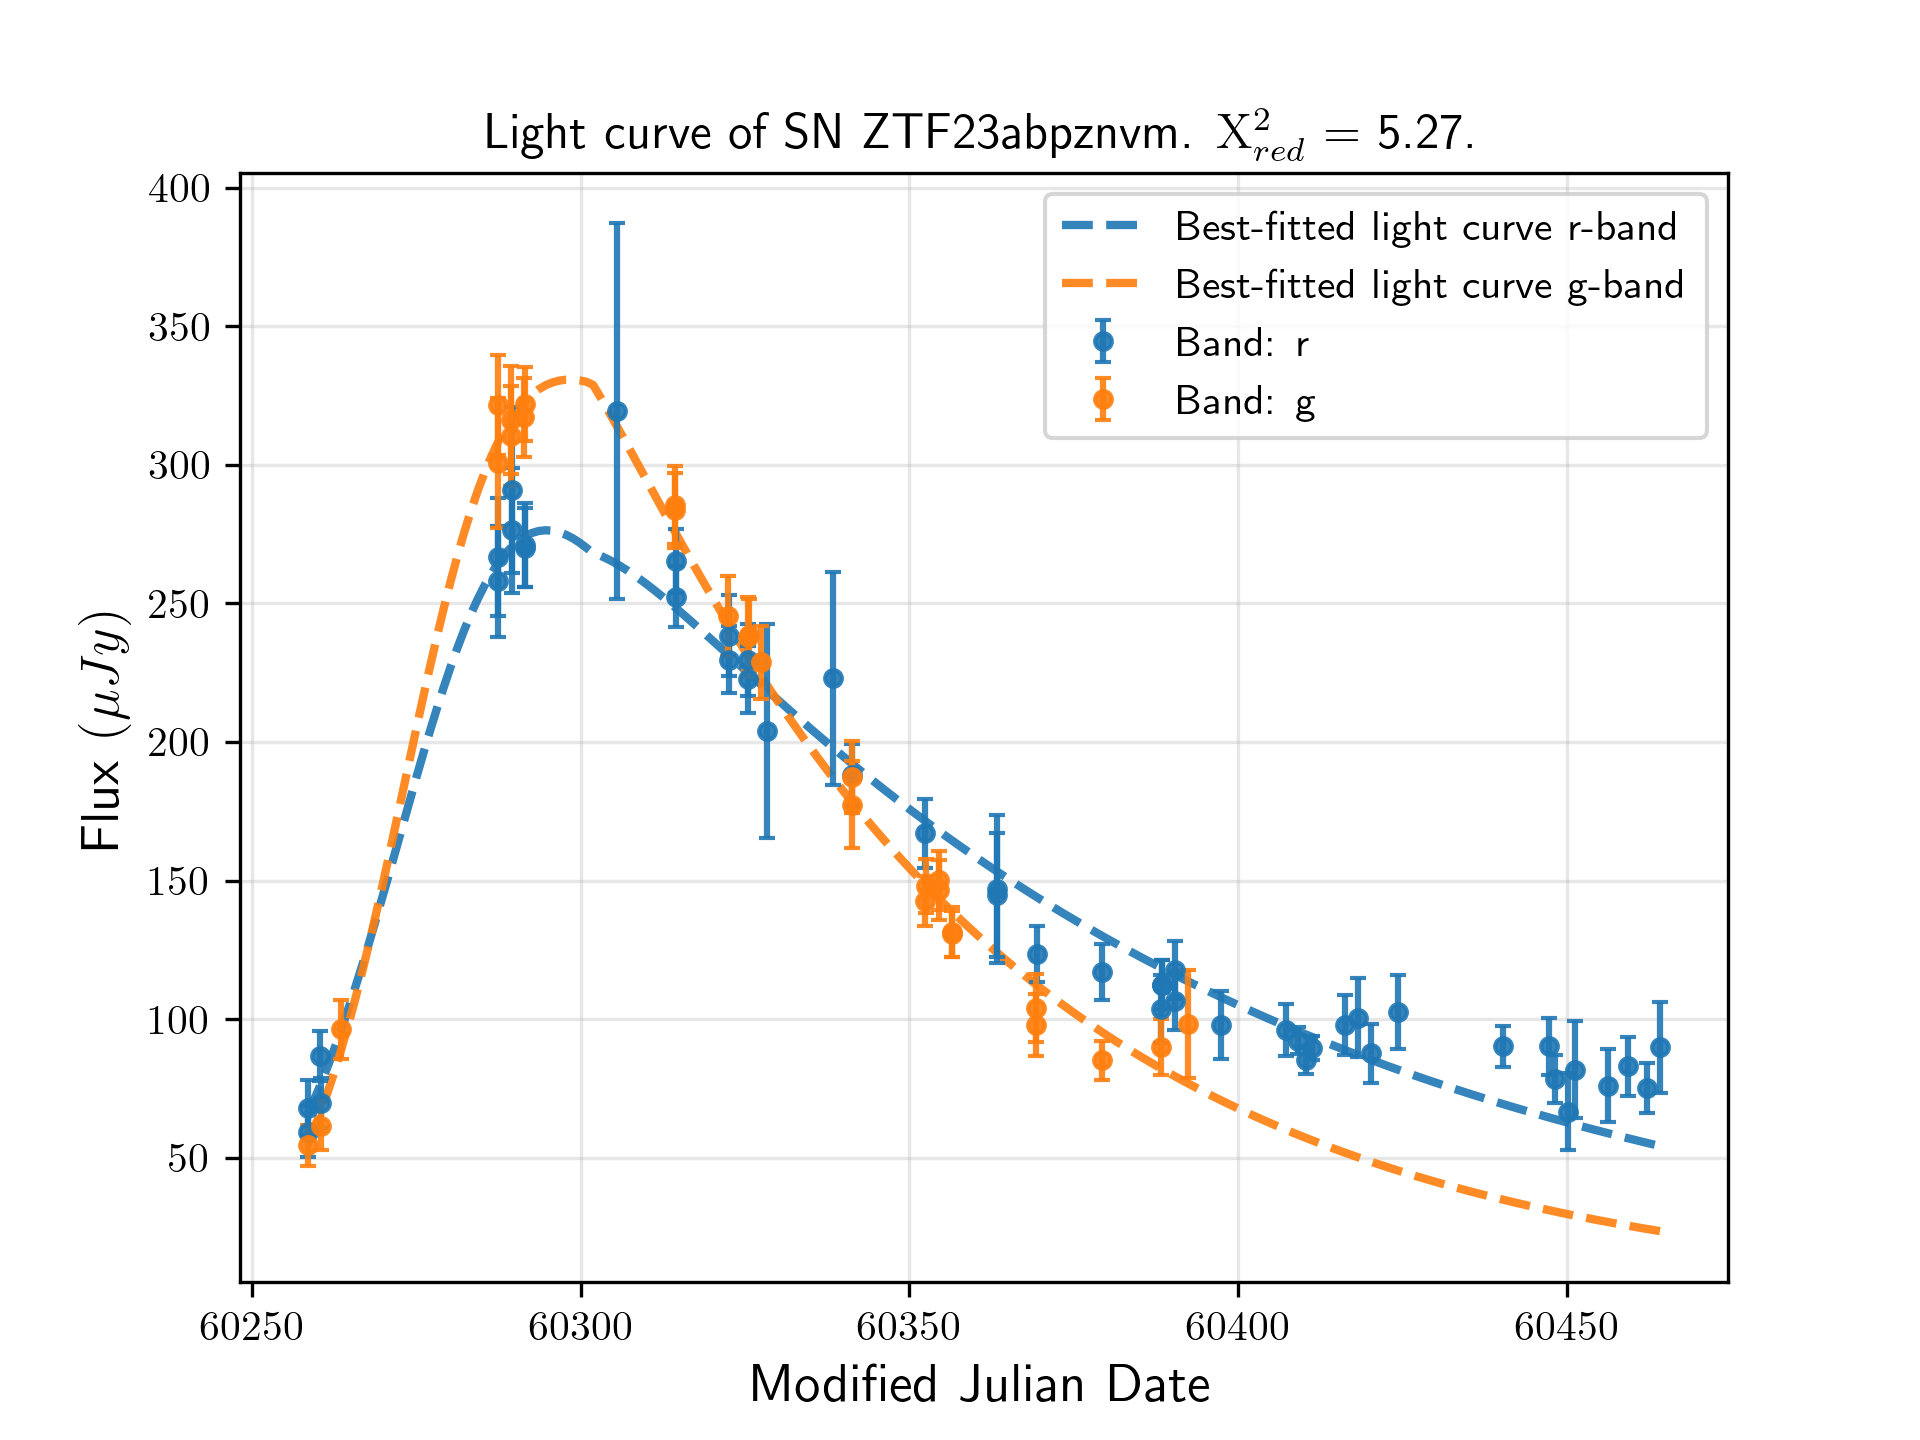 Light curve of SN ZTF23abpznvm. X²_red = 5.27.
400
350
300
250
200
150
100
50
Flux (μJy)
Best-fitted light curve r-band
Best-fitted light curve g-band
Band: r
Band: g
60250 60300 60350 60400 60450
Modified Julian Date